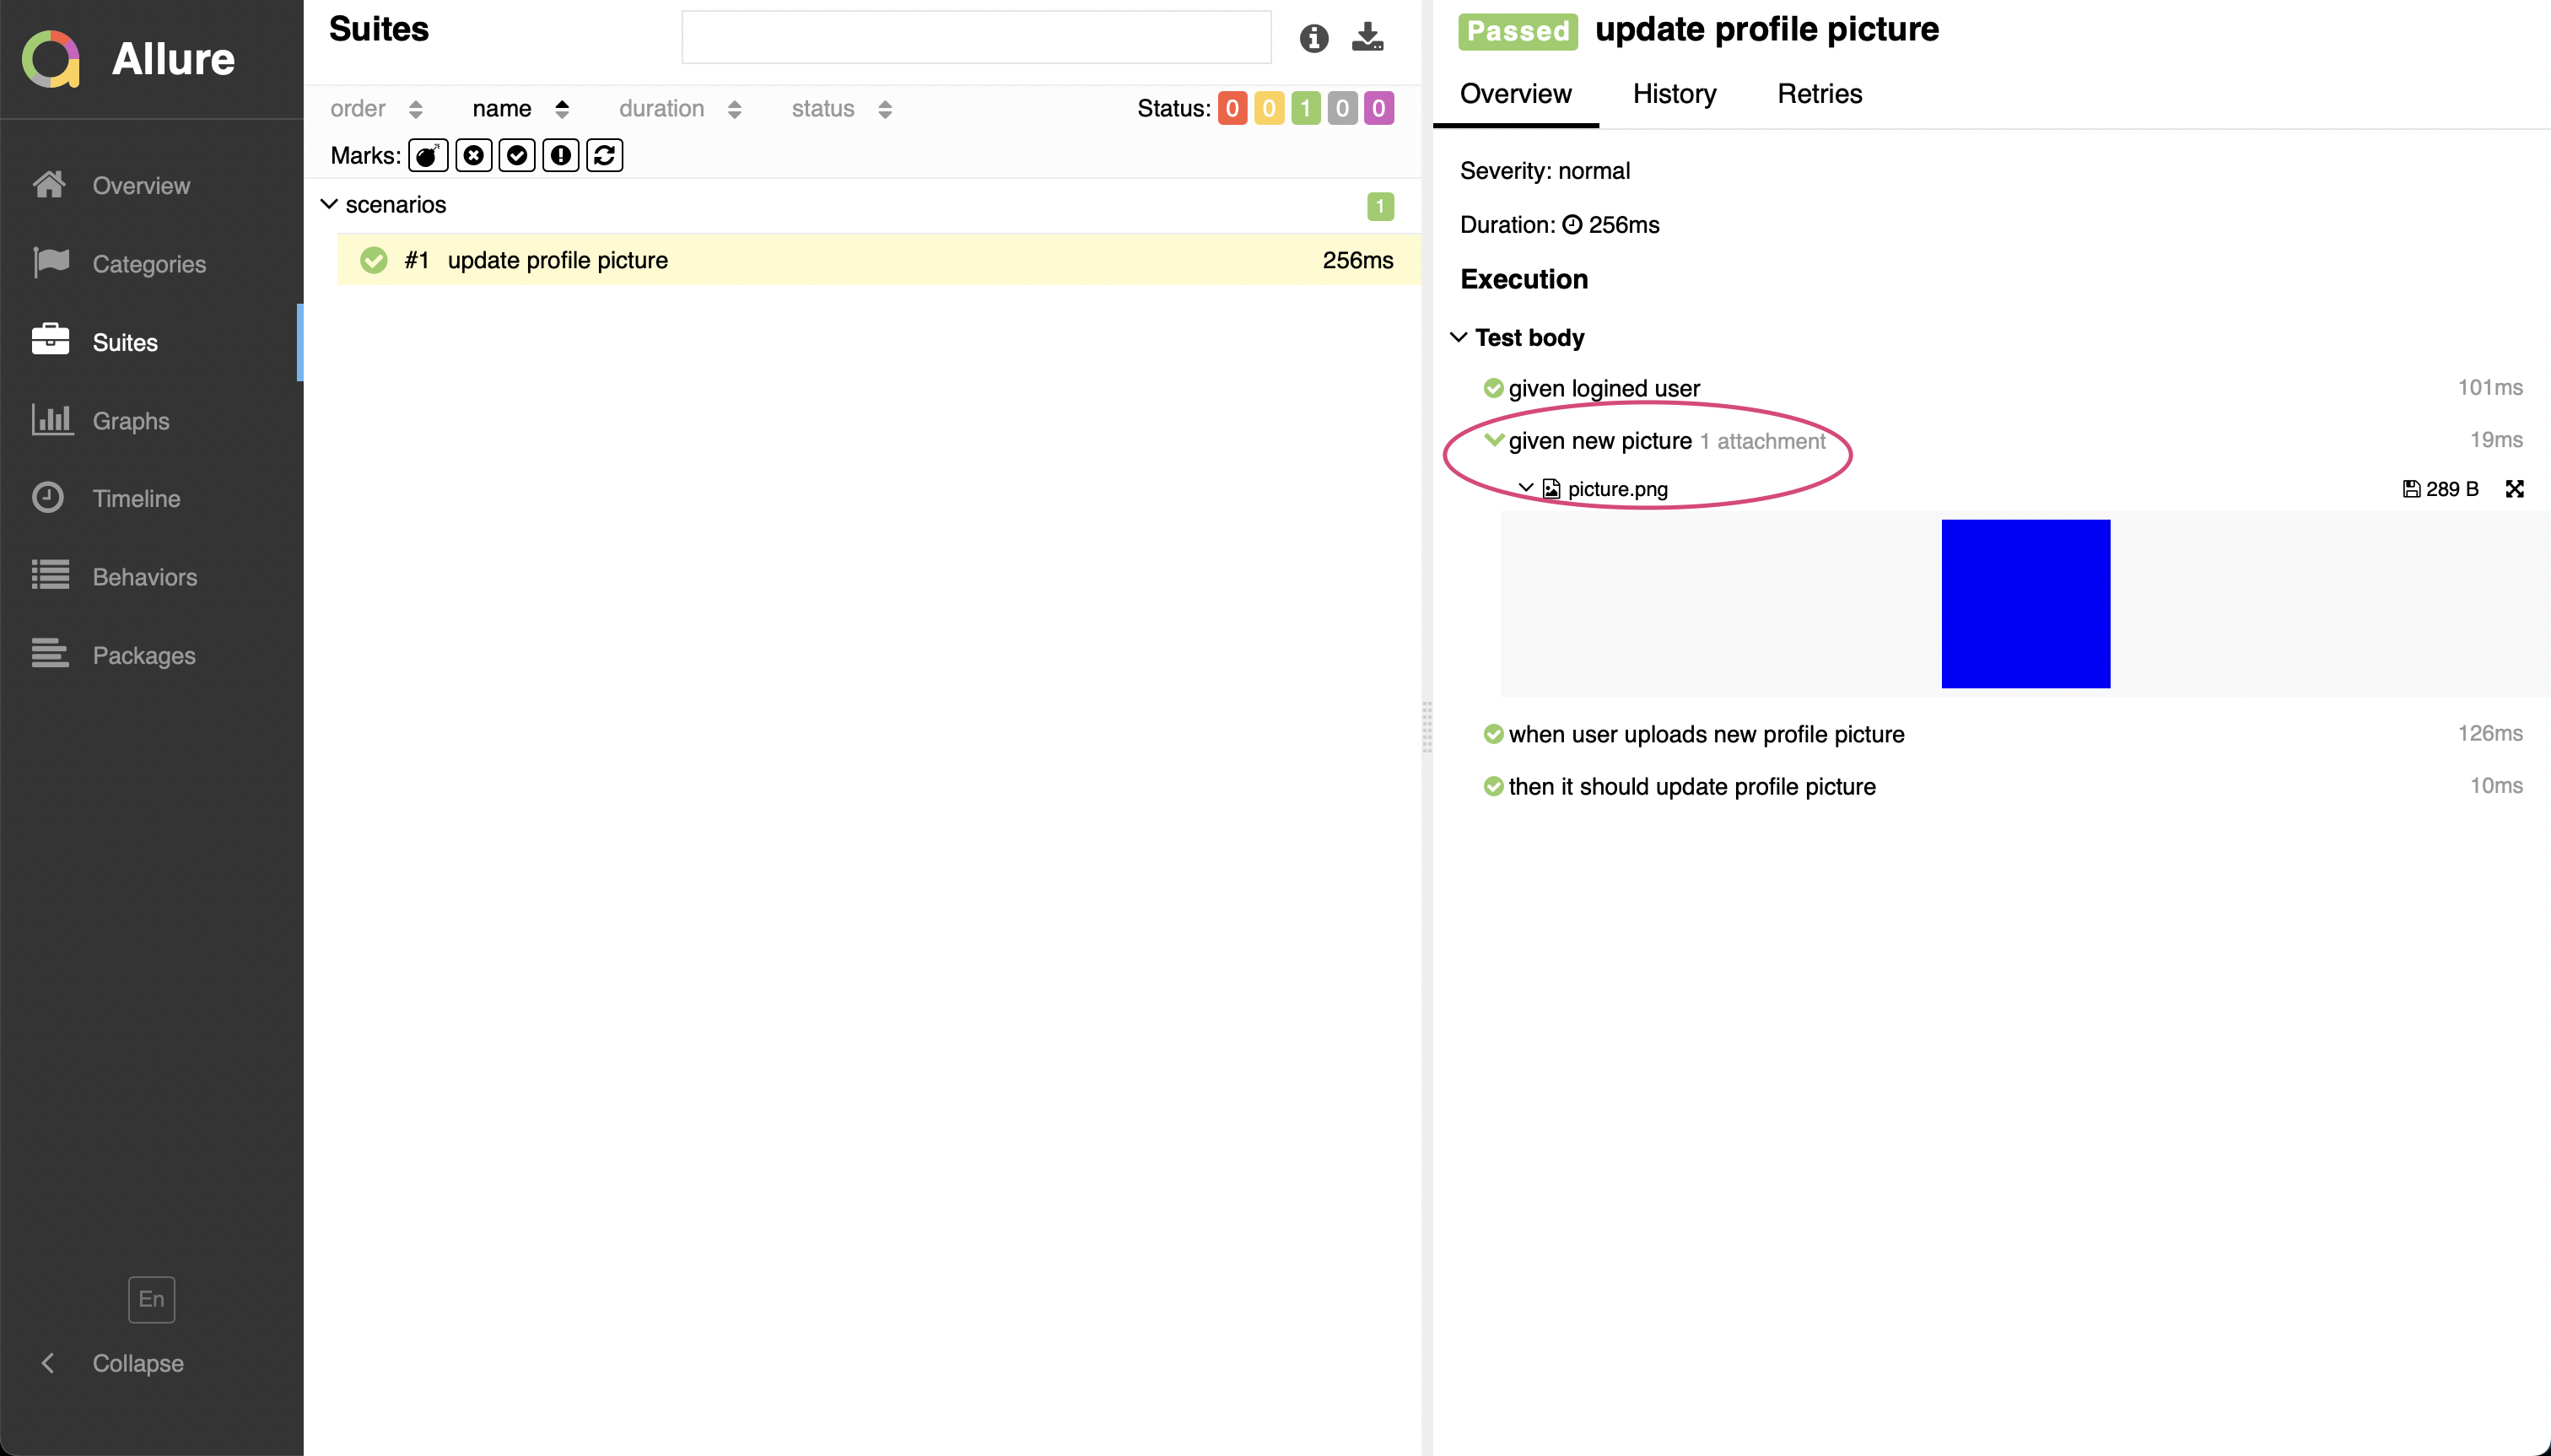 Allure
Overview
Categories
Suites
Graphs
Timeline
Behaviors
Packages
En
Collapse
Suites
order name duration status Status: 0 0 1 0 0
Marks:
scenarios 1
#1 update profile picture 256ms
Passed update profile picture
Overview History Retries
Severity: normal
Duration: 256ms
Execution
Test body
given logined user 101ms
given new picture 1 attachment 19ms
picture.png 289 B
when user uploads new profile picture 126ms
then it should update profile picture 10ms